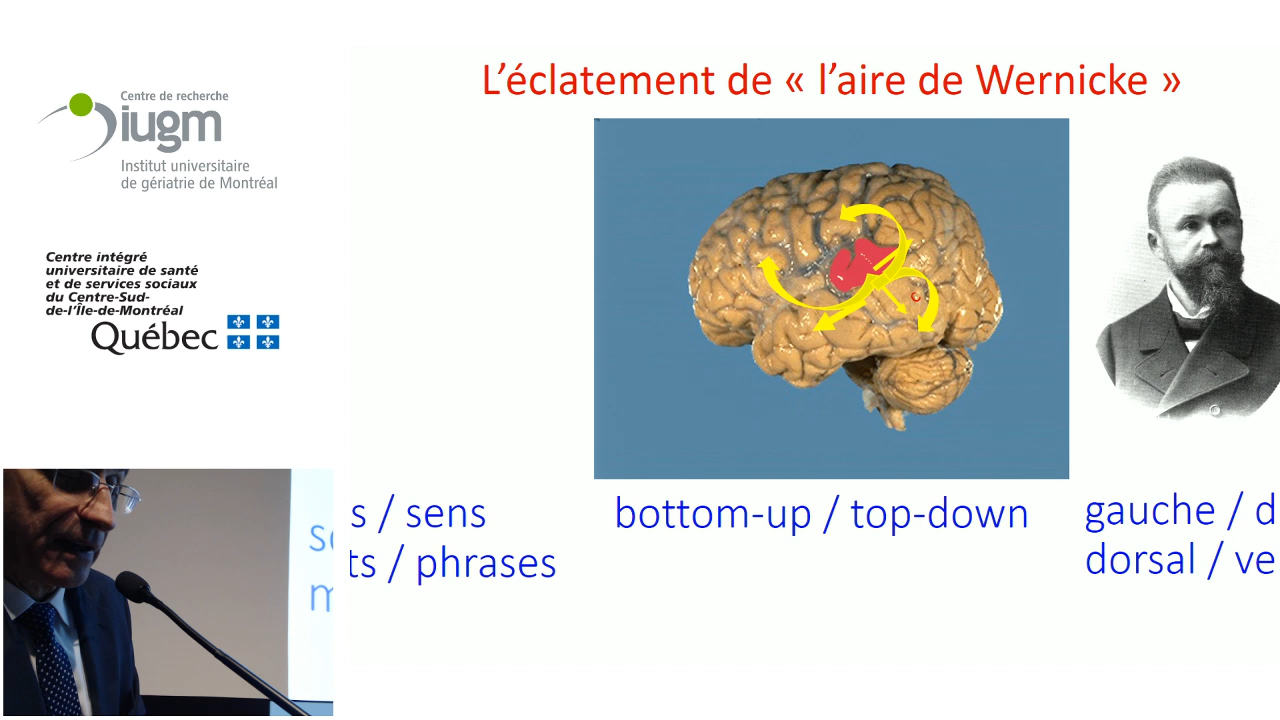 L'éclatement de « l'aire de Wernicke »
Centre de recherche
iugm
Institut universitaire
de gériatrie de Montréal
Centre intégré
universitaire de santé
et de services sociaux
du Centre-Sud-
de-l'Île-de-Montréal
Québec
s / sens
ts / phrases
bottom-up / top-down
gauche / d
dorsal / ve